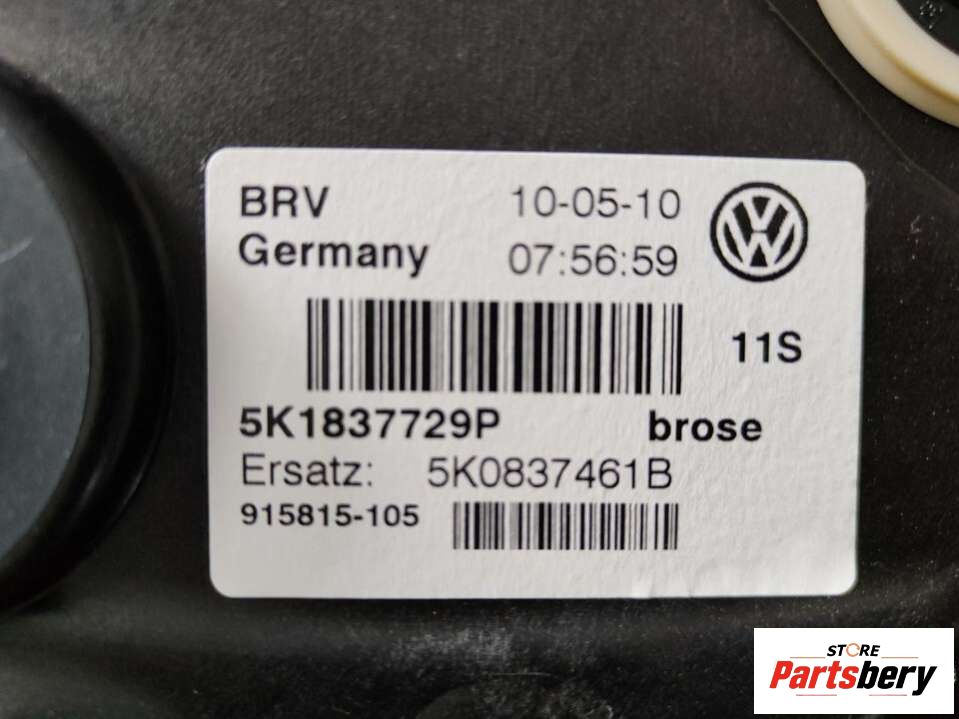 BRV 10-05-10
Germany 07:56:59
11S
5K1837729P brose
Ersatz: 5K0837461B
915815-105
STORE
Partsbery